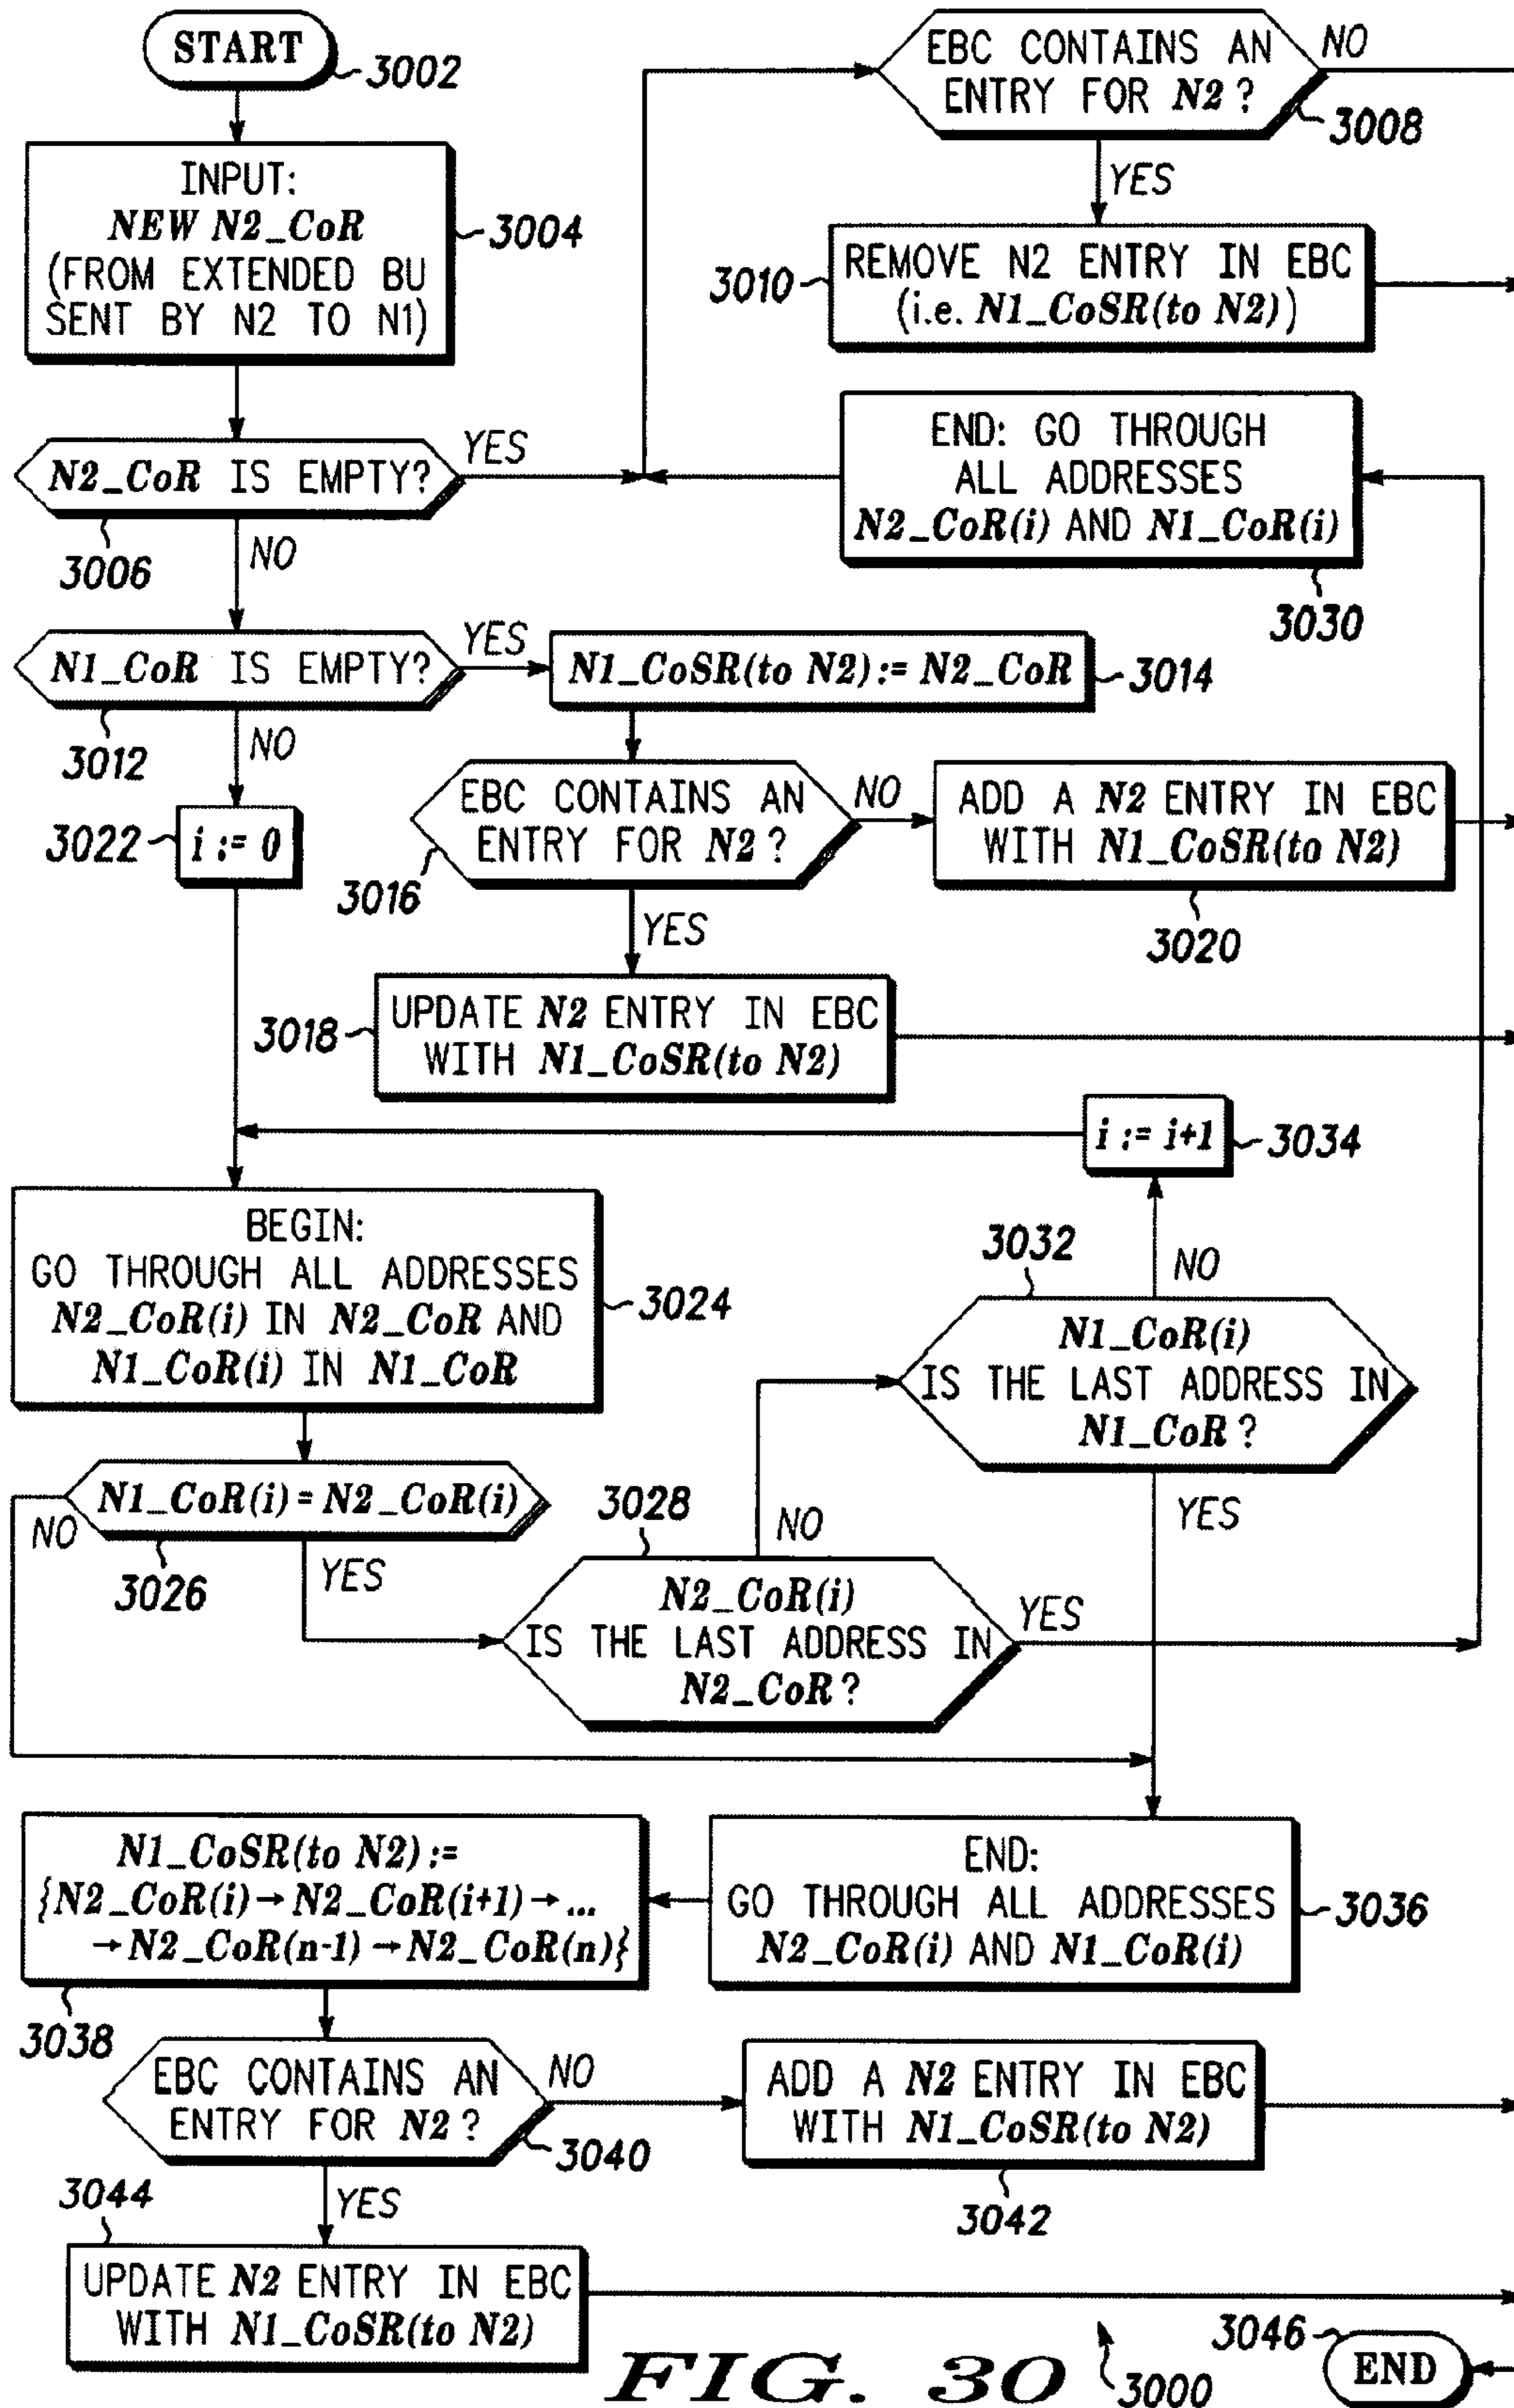 START
3002
INPUT:
NEW N2_CoR
(FROM EXTENDED BU
SENT BY N2 TO N1)
3004
N2_CoR IS EMPTY?
YES
3006
NO
EBC CONTAINS AN
ENTRY FOR N2?
NO
3008
YES
REMOVE N2 ENTRY IN EBC
(i.e. N1_CoSR(to N2))
3010
END: GO THROUGH
ALL ADDRESSES
N2_CoR(i) AND N1_CoR(i)
3030
N1_CoR IS EMPTY?
YES
3012
NO
N1_CoSR(to N2):= N2_CoR
3014
EBC CONTAINS AN
ENTRY FOR N2?
NO
3016
YES
ADD A N2 ENTRY IN EBC
WITH N1_CoSR(to N2)
3020
3022
i := 0
UPDATE N2 ENTRY IN EBC
WITH N1_CoSR(to N2)
3018
i := i+1
3034
BEGIN:
GO THROUGH ALL ADDRESSES
N2_CoR(i) IN N2_CoR AND
N1_CoR(i) IN N1_CoR
3024
3032
NO
N1_CoR(i)
IS THE LAST ADDRESS IN
N1_CoR?
YES
N1_CoR(i)=N2_CoR(i)
NO
3026
YES
3028
NO
N2_CoR(i)
IS THE LAST ADDRESS IN
N2_CoR?
YES
END:
GO THROUGH ALL ADDRESSES
N2_CoR(i) AND N1_CoR(i)
3036
N1_CoSR(to N2):=
{N2_CoR(i)→N2_CoR(i+1)→...
→N2_CoR(n-1)→N2_CoR(n)}
3038
EBC CONTAINS AN
ENTRY FOR N2?
NO
3040
YES
ADD A N2 ENTRY IN EBC
WITH N1_CoSR(to N2)
3042
3044
UPDATE N2 ENTRY IN EBC
WITH N1_CoSR(to N2)
3046
END
FIG. 30
3000